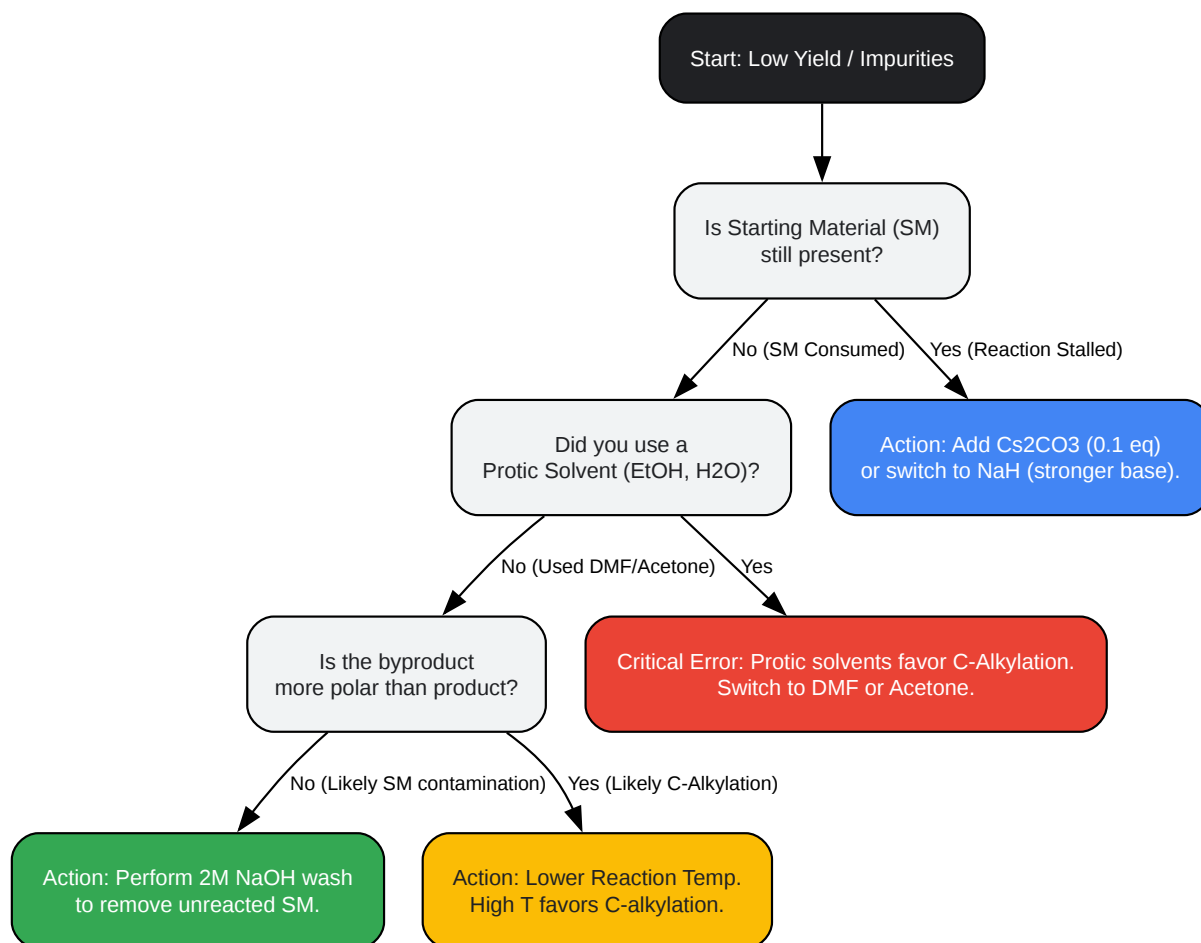 Start: Low Yield / Impurities
Is Starting Material (SM)
still present?
No (SM Consumed)
Yes (Reaction Stalled)
Did you use a
Protic Solvent (EtOH, H2O)?
Action: Add Cs2CO3 (0.1 eq)
or switch to NaH (stronger base).
No (Used DMF/Acetone)
Yes
Is the byproduct
more polar than product?
Critical Error: Protic solvents favor C-Alkylation.
Switch to DMF or Acetone.
No (Likely SM contamination)
Yes (Likely C-Alkylation)
Action: Perform 2M NaOH wash
to remove unreacted SM.
Action: Lower Reaction Temp.
High T favors C-alkylation.